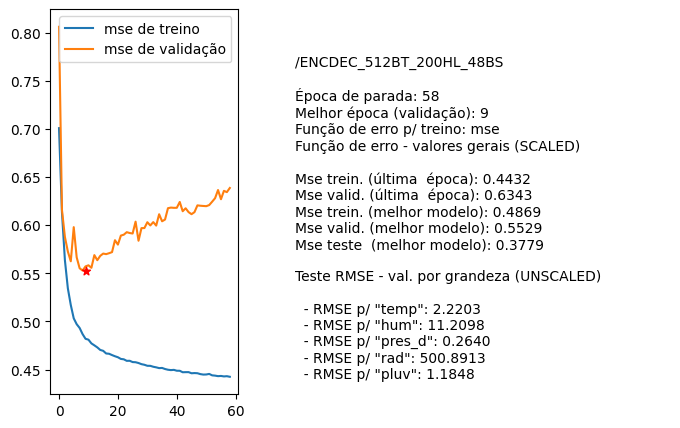 mse de treino
mse de validação
0.80
0.75
0.70
0.65
0.60
0.55
0.50
0.45
0
20
40
60
/ENCDEC_512BT_200HL_48BS
Época de parada: 58
Melhor época (validação): 9
Função de erro p/ treino: mse
Função de erro - valores gerais (SCALED)
Mse trein. (última  época): 0.4432
Mse valid. (última  época): 0.6343
Mse trein. (melhor modelo): 0.4869
Mse valid. (melhor modelo): 0.5529
Mse teste  (melhor modelo): 0.3779
Teste RMSE - val. por grandeza (UNSCALED)
- RMSE p/ "temp": 2.2203
- RMSE p/ "hum": 11.2098
- RMSE p/ "pres_d": 0.2640
- RMSE p/ "rad": 500.8913
- RMSE p/ "pluv": 1.1848